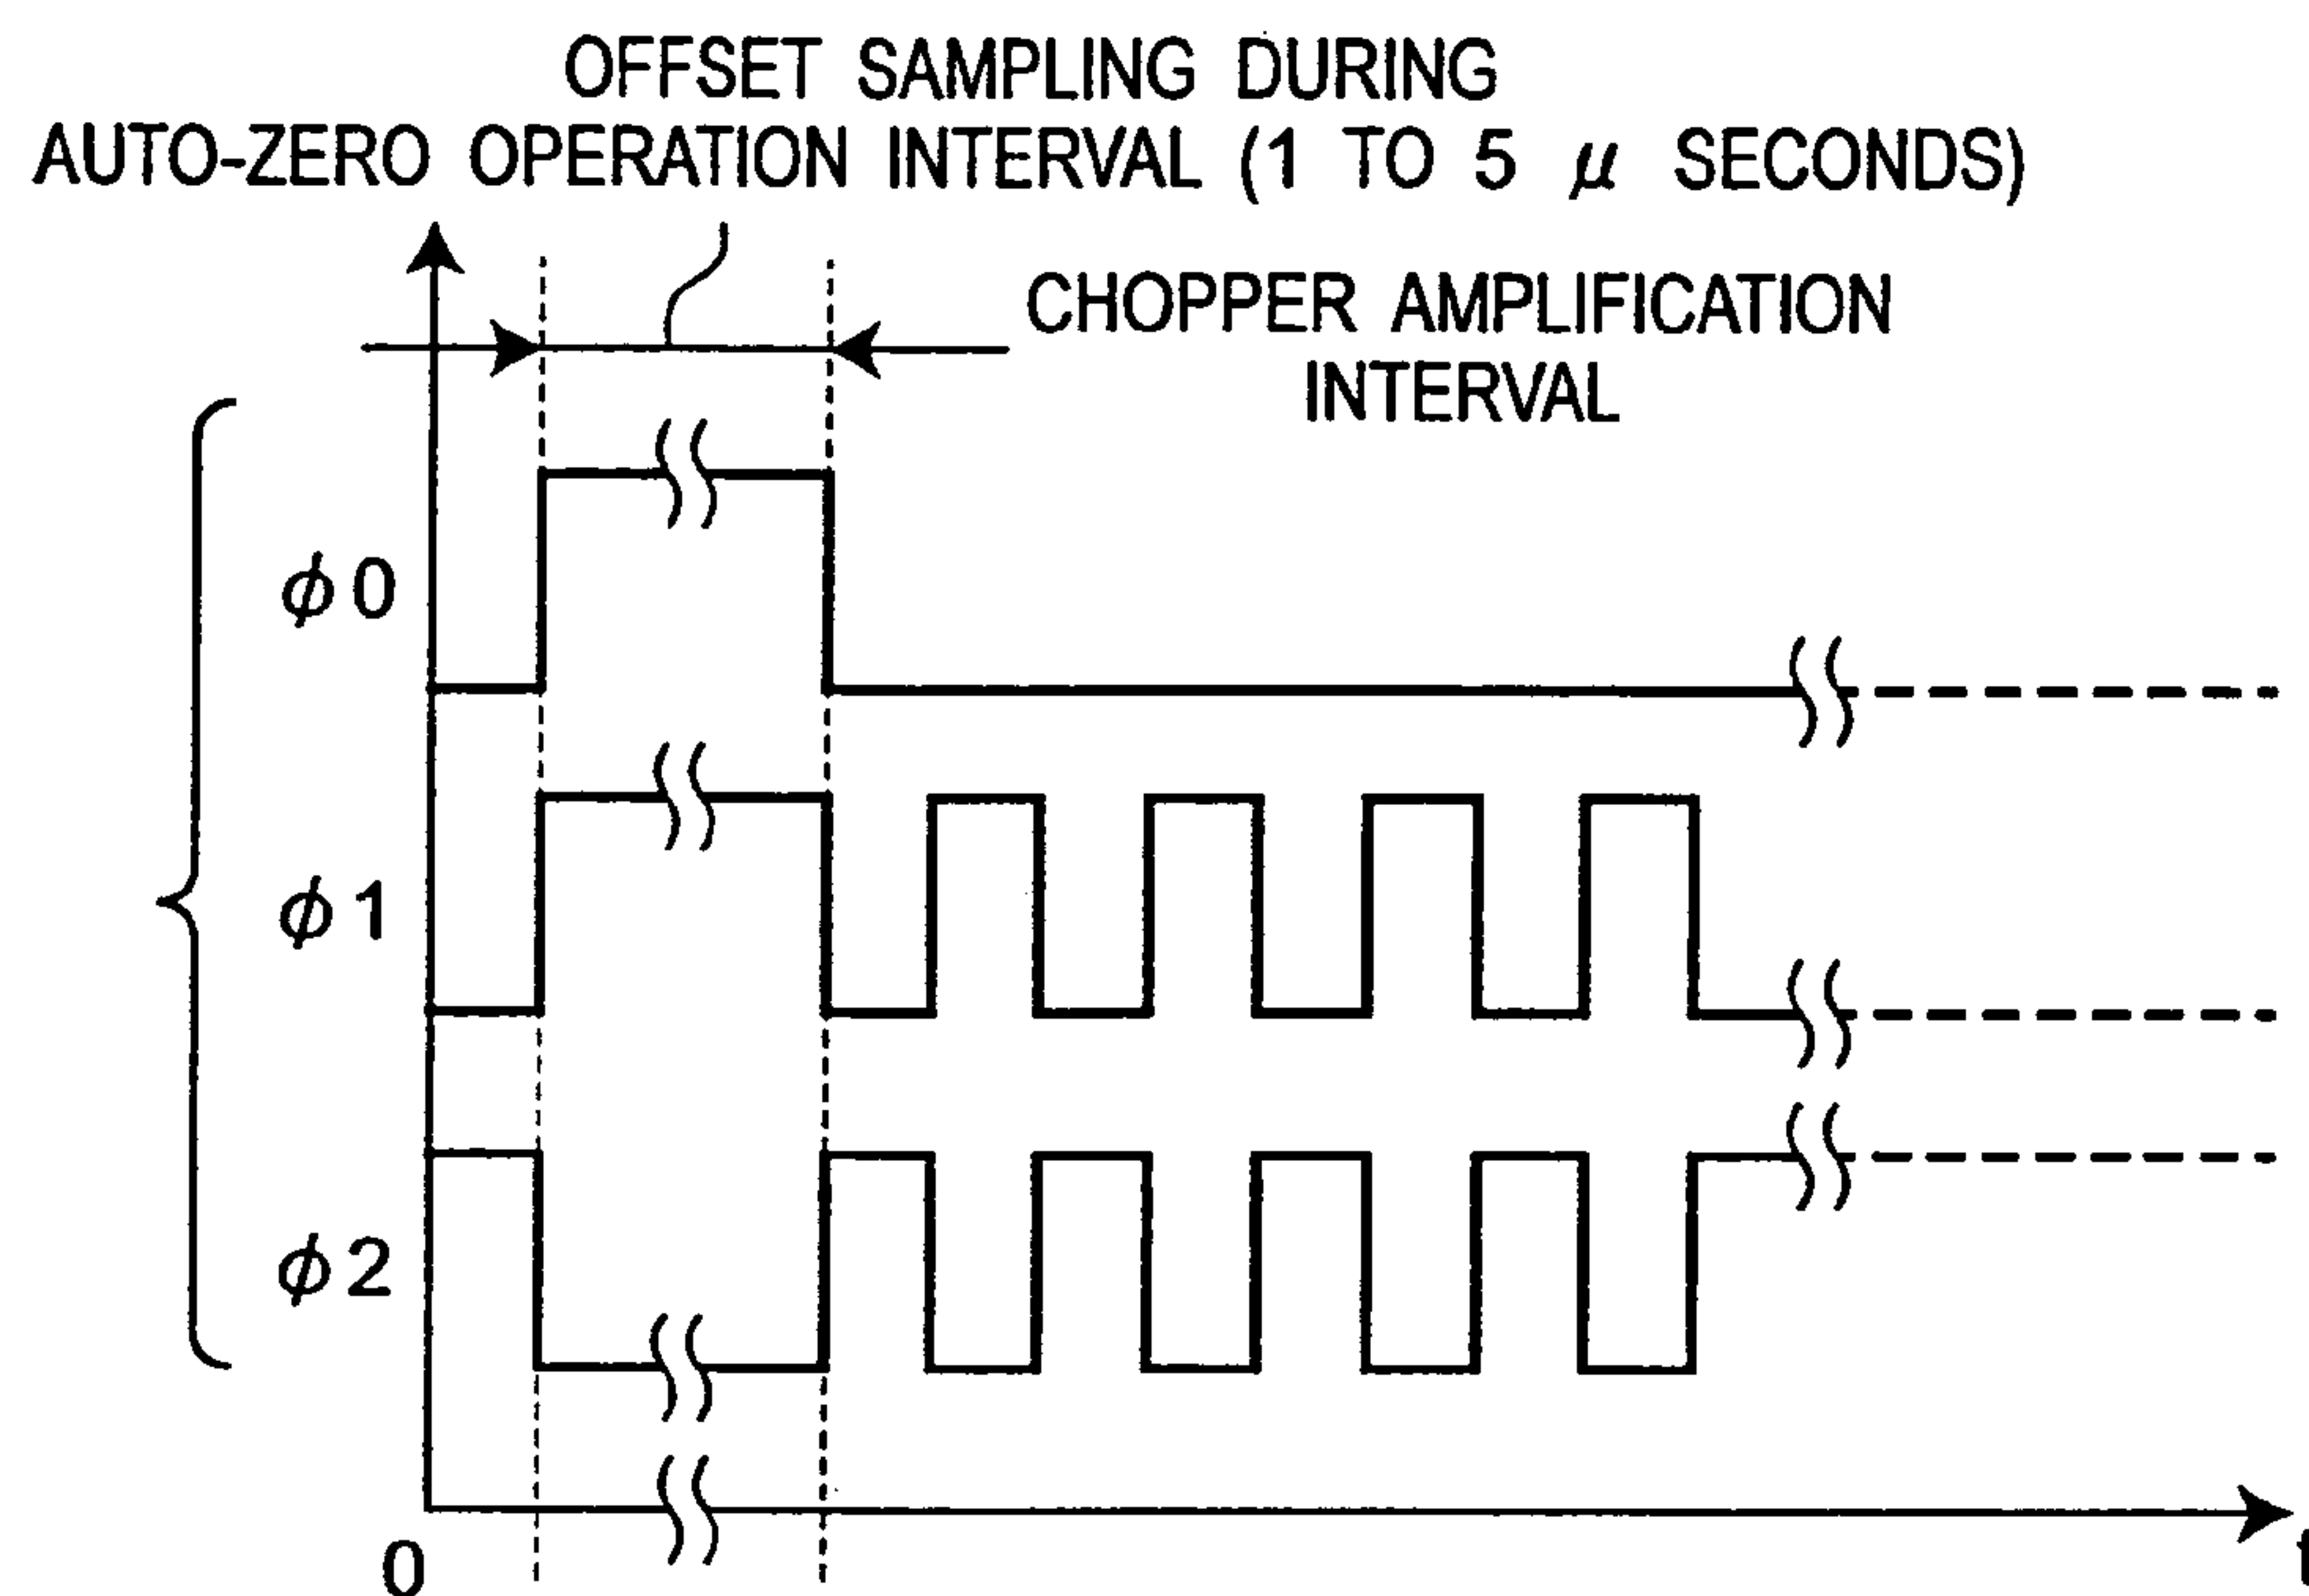 OFFSET SAMPLING DURING
AUTO-ZERO OPERATION INTERVAL (1 TO 5 μ SECONDS)
CHOPPER AMPLIFICATION
INTERVAL
ϕ0
ϕ1
ϕ2
0